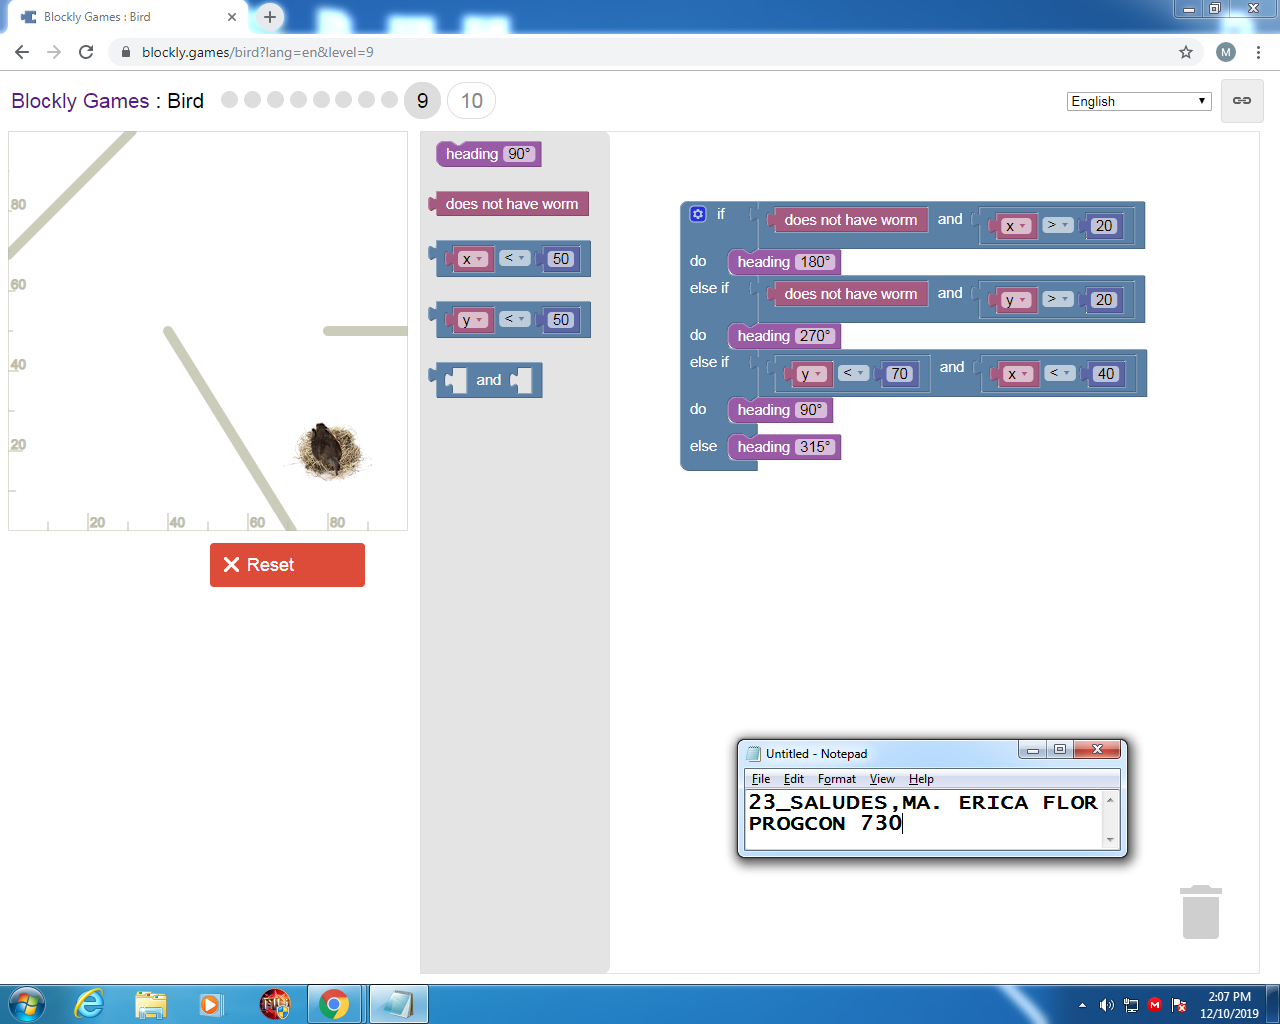 Blockly Games : Bird
blockly.games/bird?lang=en&level=9
M
Blockly Games : Bird
9
10
English
80
60
40
20
20
40
60
80
Reset
heading 90°
does not have worm
x < 50
y < 50
and
if does not have worm and x > 20
do heading 180°
else if does not have worm and y > 20
do heading 270°
else if y < 70 and x < 40
do heading 90°
else heading 315°
Untitled - Notepad
File Edit Format View Help
23_SALUDES,MA. ERICA FLOR
PROGCON 730
2:07 PM
12/10/2019